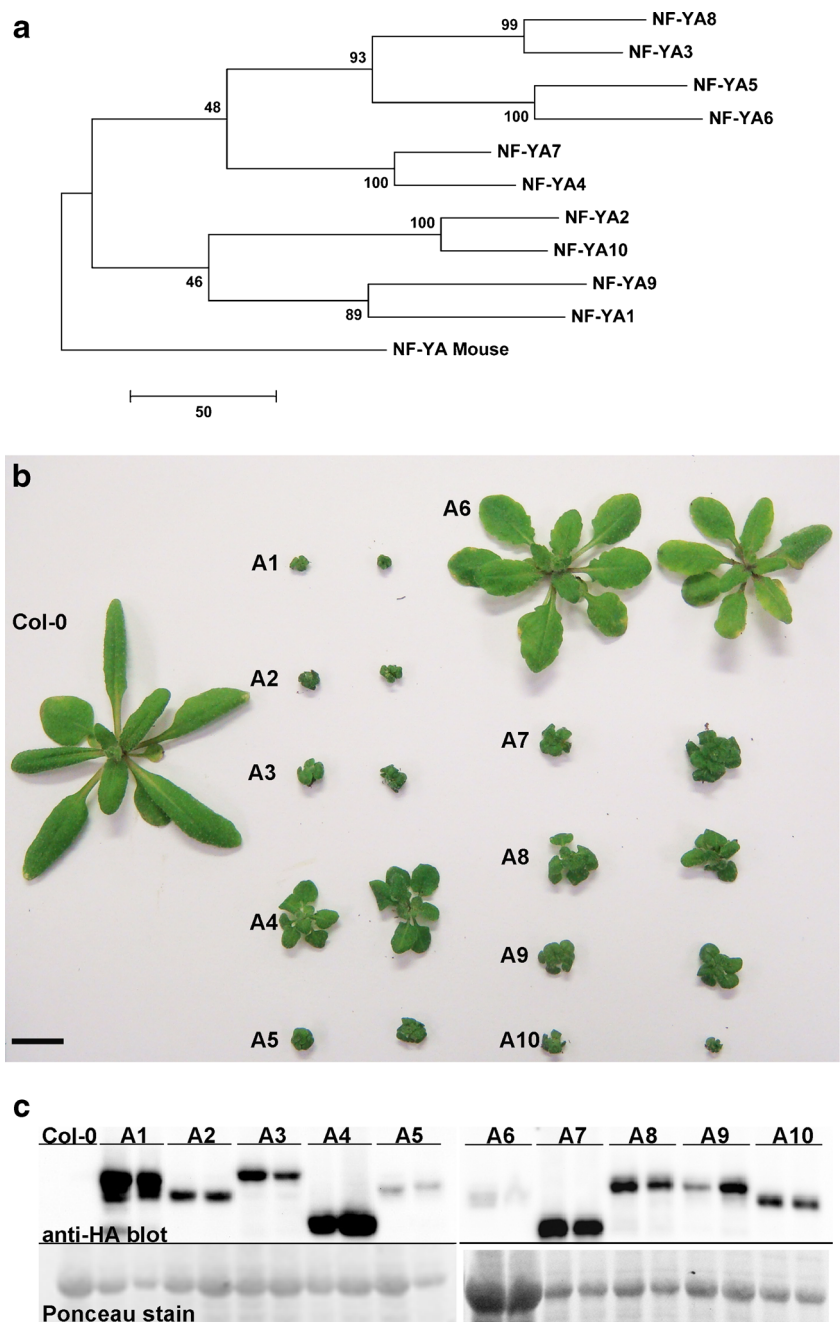 a
NF-YA8
99
NF-YA3
93
NF-YA5
48
100
NF-YA6
NF-YA7
100
NF-YA4
NF-YA2
100
NF-YA10
46
NF-YA9
89
NF-YA1
NF-YA Mouse
50
b
A6
A1
Col-0
A2
A7
A3
A8
A4
A9
A5
A10
c
Col-0 A1 A2 A3 A4 A5 A6 A7 A8 A9 A10
anti-HA blot
Ponceau stain